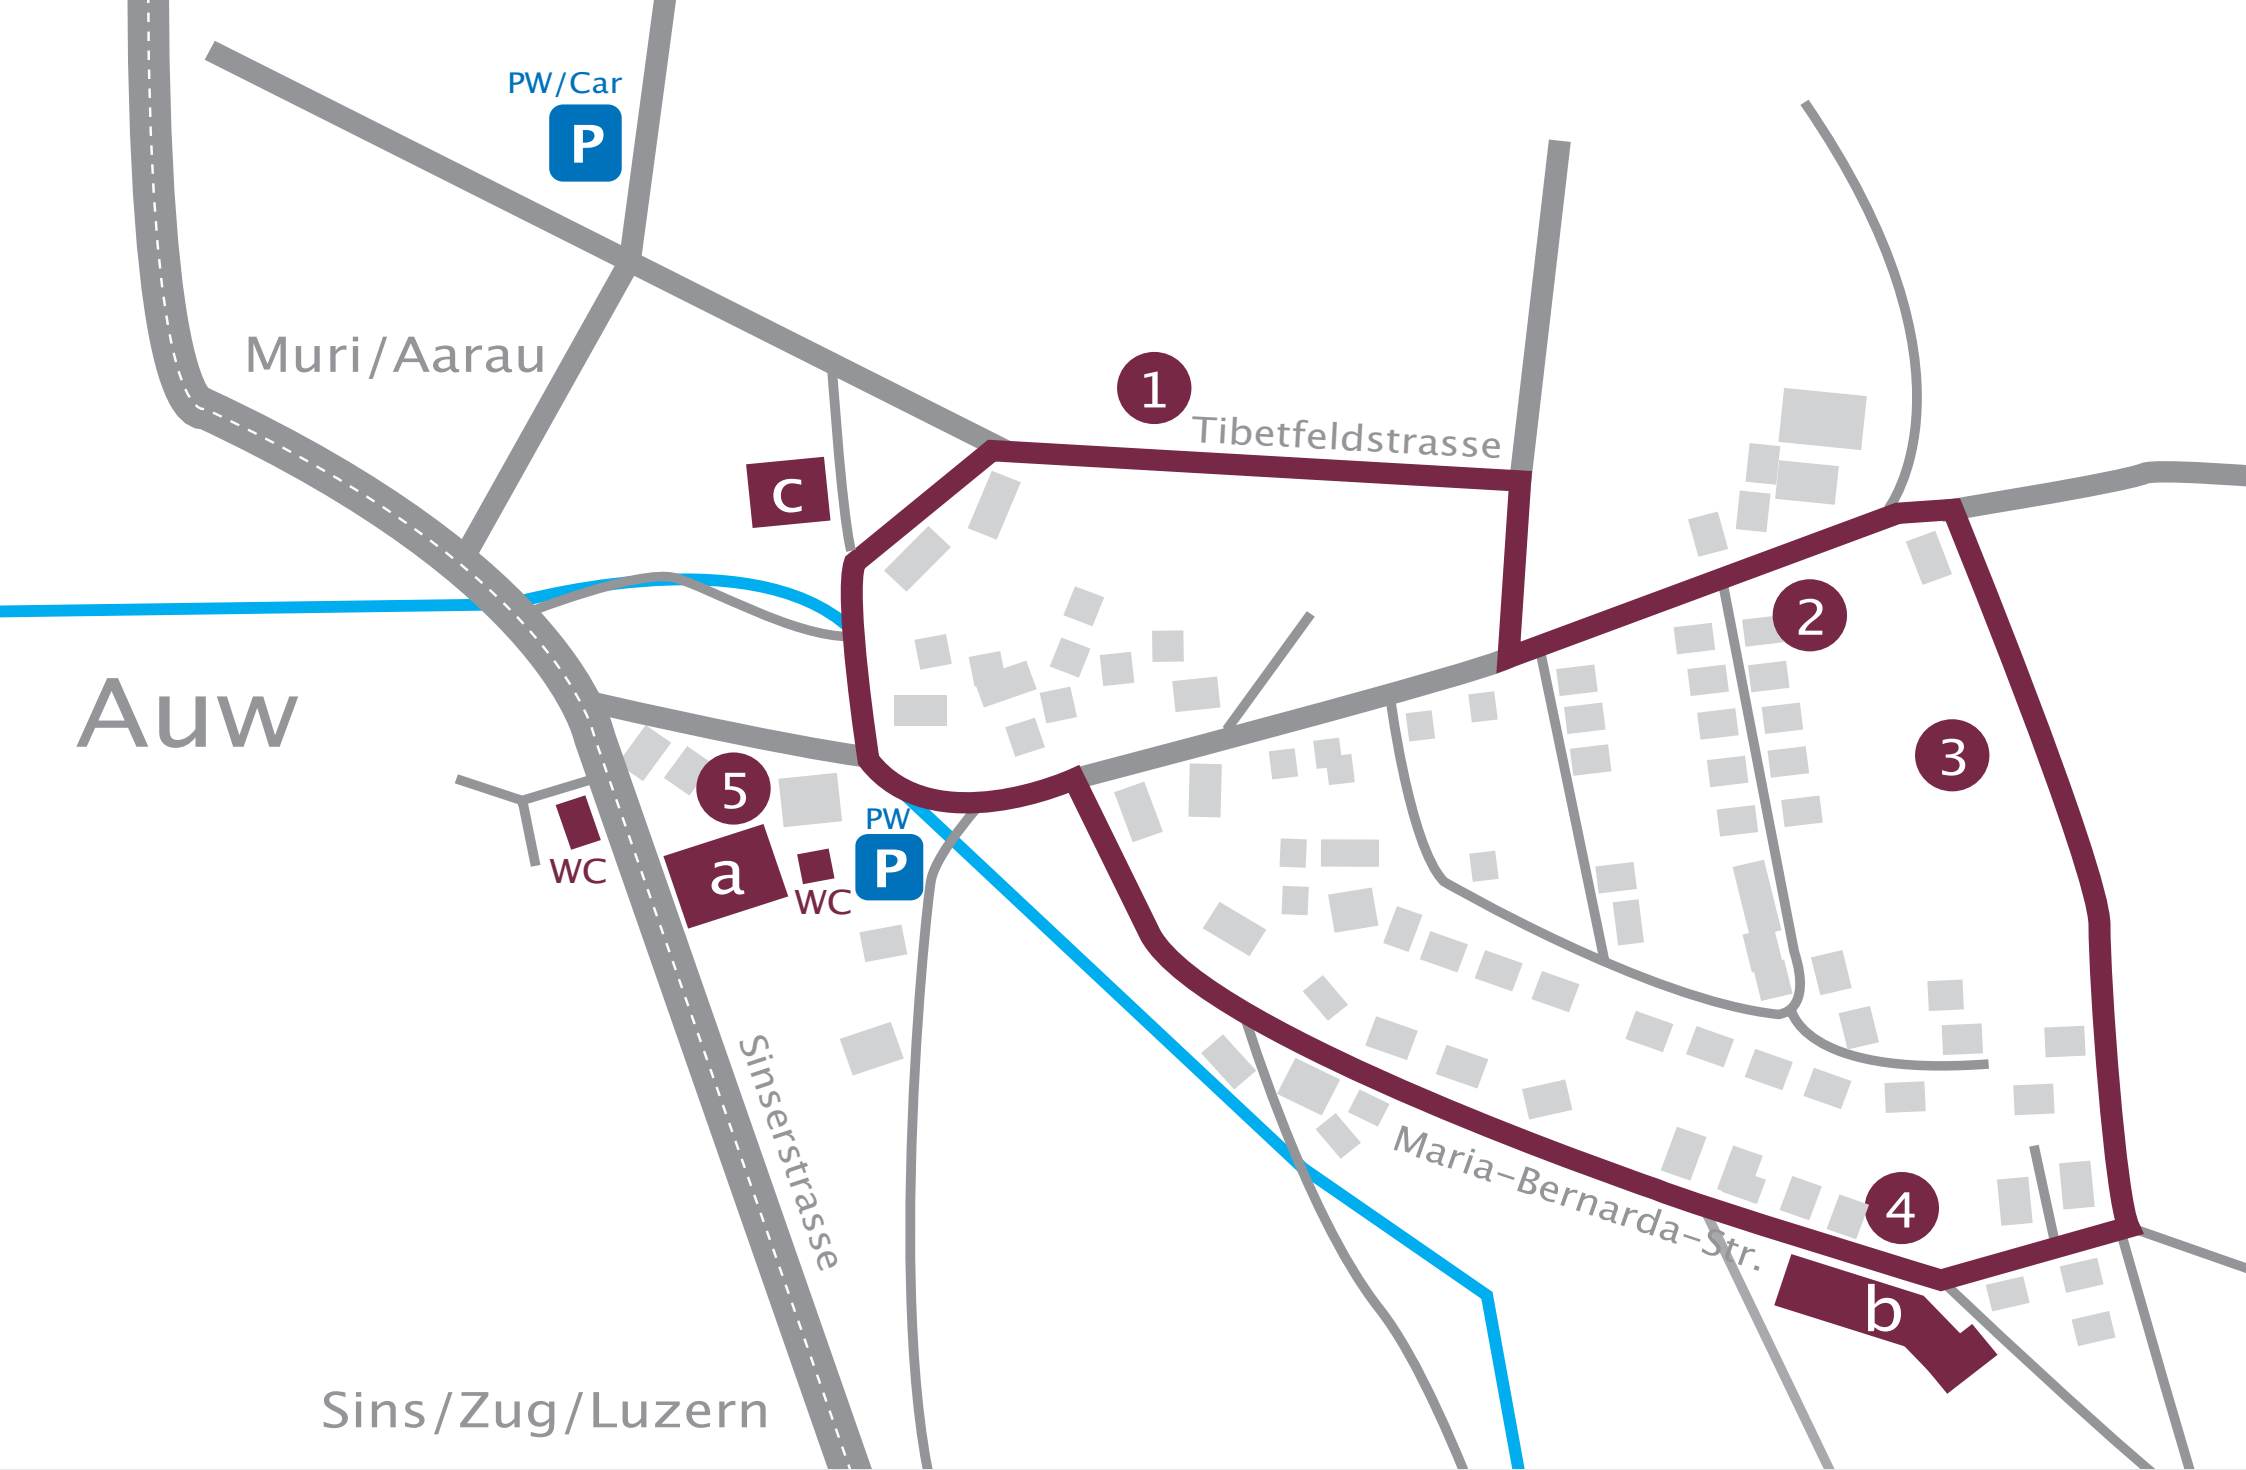 PW/Car
P
Muri/Aarau
1
Tibetfeldstrasse
c
2
Auw
3
5
PW
P
WC
a
WC
Sinserstrasse
Maria-Bernarda-Str.
4
b
Sins/Zug/Luzern